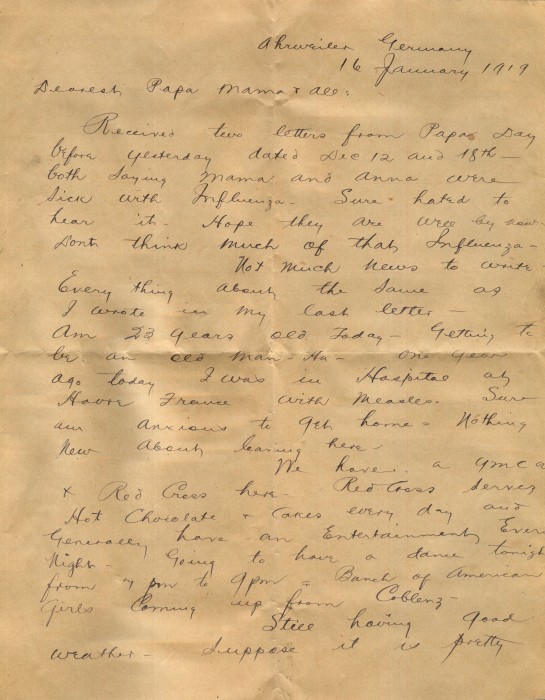 Ahrweiler Germany
16 January 1919
Dearest Papa Mama & all:
Received two letters from Papa Day
before yesterday dated Dec 12 and 18th -
both saying Mama and Anna were
sick with Influenza - Sure hated to
hear it - Hope they are well by now -
Dont think much of that Influenza -
Not much news to write -
Every thing about the same as
I wrote in my last letter -
Am 23 years old today - Getting to
be an old man - Ha - One year
ago today I was in Hospital at
Havre France with Measles. Sure
am anxious to get home - Nothing
new about leaving here -
We have a YMCA
& Red Cross here - Red Cross serves
Hot Chocolate & cakes every day and
Generally have an Entertainment Every
Night - Going to have a dance tonight
from 7 pm to 9 pm - Bunch of American
Girls coming up from Coblenz -
Still having good
weather - Suppose it is pretty